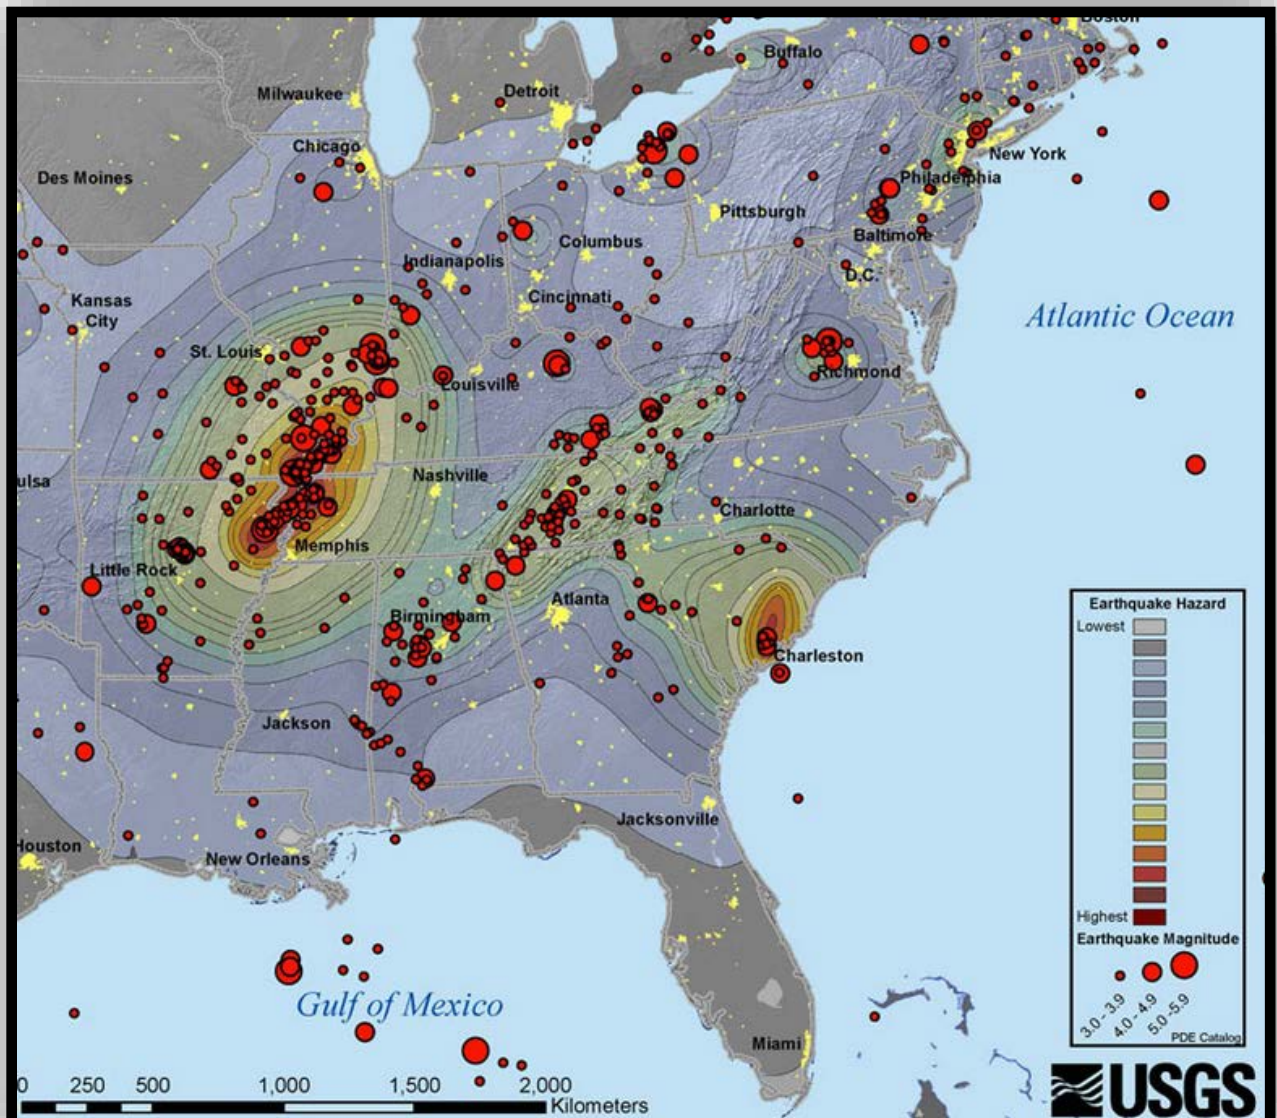 Boston
Buffalo
Milwaukee
Detroit
Chicago
New York
Des Moines
Philadelphia
Pittsburgh
Baltimore
Columbus
Indianapolis
D.C.
Kansas
City
Cincinnati
Atlantic Ocean
St. Louis
Richmond
Louisville
Nashville
ulsa
Charlotte
Memphis
Little Rock
Atlanta
Birmingham
Charleston
Jackson
Jacksonville
Houston
New Orleans
Gulf of Mexico
Miami
Earthquake Hazard
Lowest
Highest
Earthquake Magnitude
3.0 - 3.9
4.0 - 4.9
5.0 -5.9
PDE Catalog
0 250 500 1,000 1,500 2,000
Kilometers
USGS